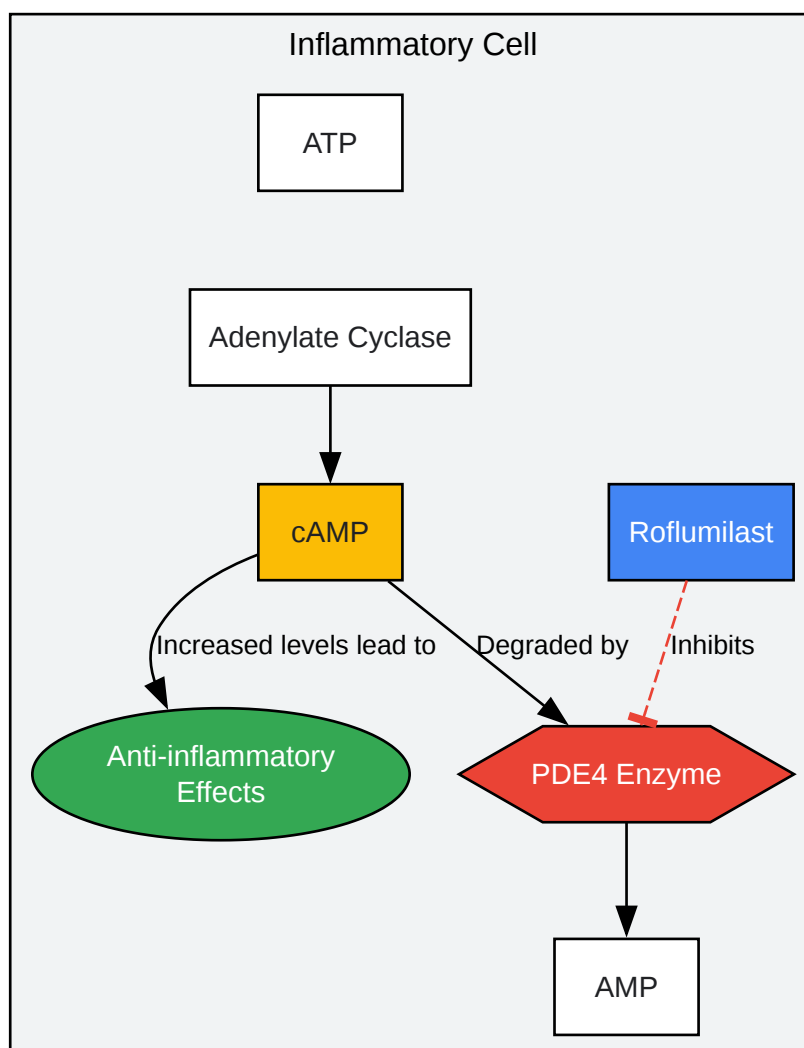 Inflammatory Cell
ATP
Adenylate Cyclase
cAMP
Roflumilast
Increased levels lead to
Degraded by
Inhibits
Anti-inflammatory
Effects
PDE4 Enzyme
AMP